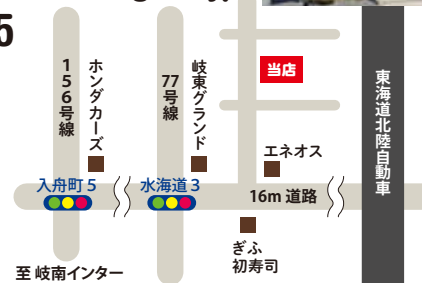 5
156号線
ホンダカーズ
77号線
岐東グランド
当店
エネオス
東海道北陸自動車
入舟町 5
水海道 3
16m 道路
ぎふ
初寿司
至 岐南インター